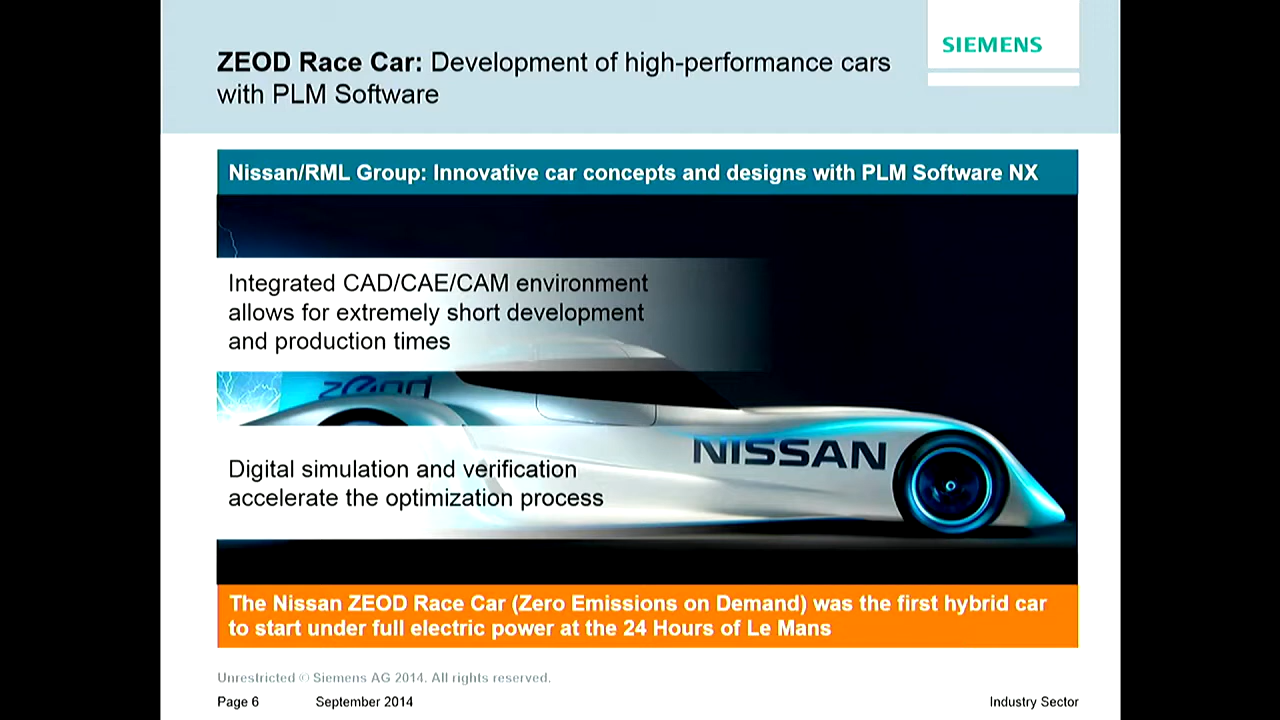 SIEMENS
ZEOD Race Car: Development of high-performance cars
with PLM Software
Nissan/RML Group: Innovative car concepts and designs with PLM Software NX
Integrated CAD/CAE/CAM environment
allows for extremely short development
and production times
zeod
NISSAN
Digital simulation and verification
accelerate the optimization process
The Nissan ZEOD Race Car (Zero Emissions on Demand) was the first hybrid car
to start under full electric power at the 24 Hours of Le Mans
Unrestricted © Siemens AG 2014. All rights reserved.
Page 6 September 2014 Industry Sector